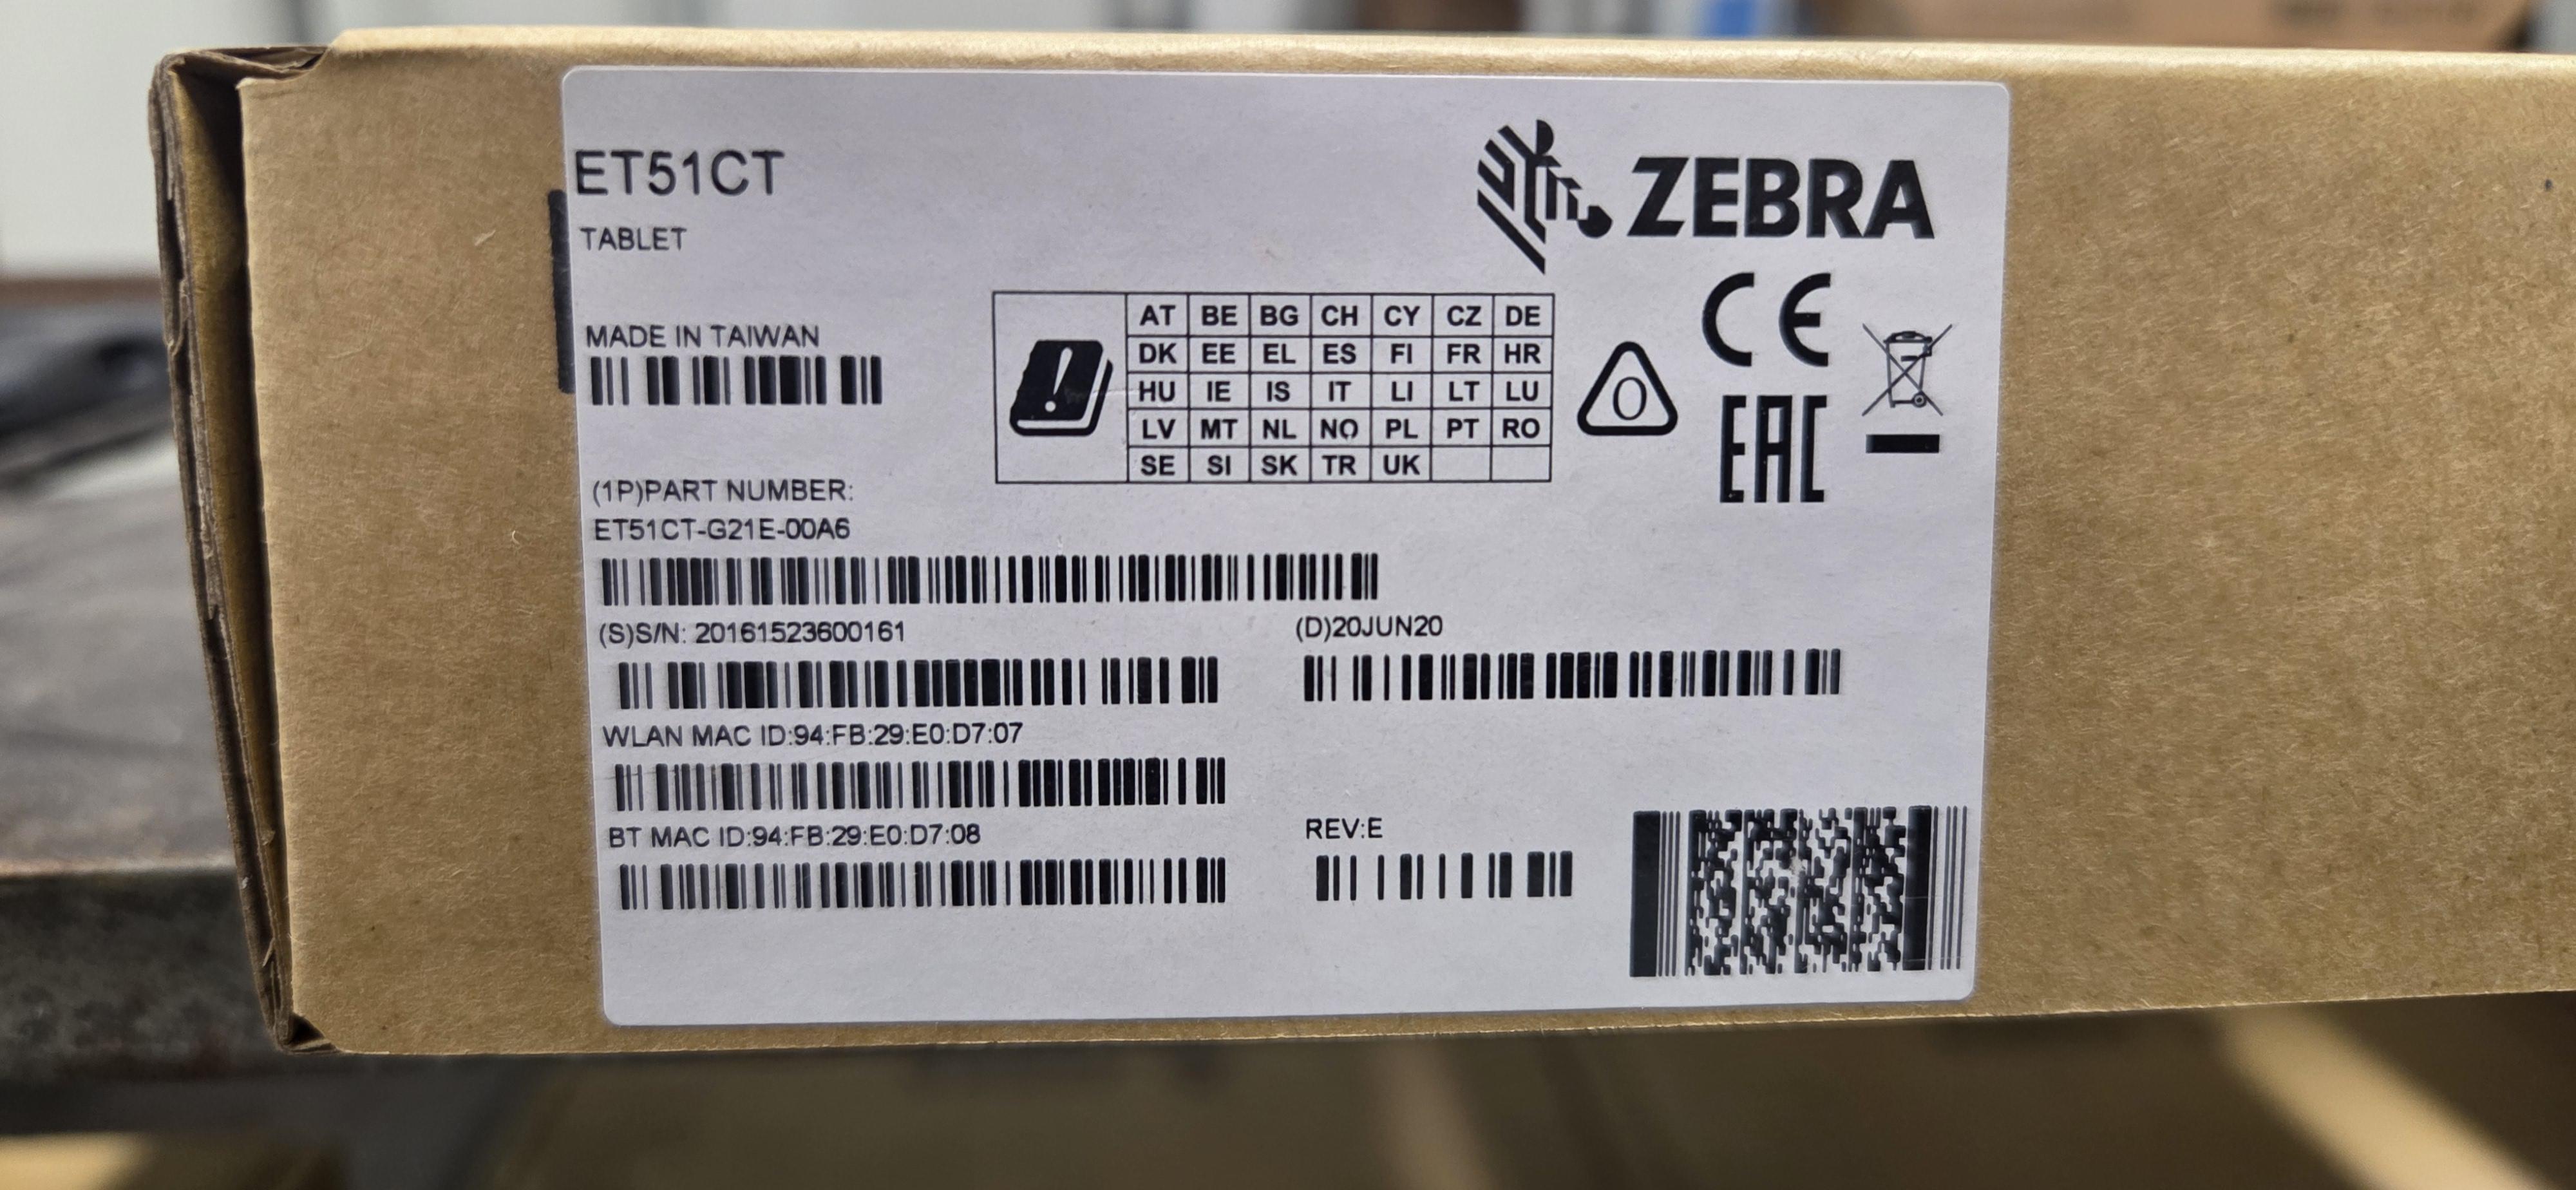 ET51CT
ZEBRA
TABLET
CE
MADE IN TAIWAN
AT BE BG CH CY CZ DE
DK EE EL ES FI FR HR
HU IE IS IT LI LT LU
LV MT NL NO PL PT RO
SE SI SK TR UK
O
EAC
(1P)PART NUMBER:
ET51CT-G21E-00A6
(S)S/N: 20161523600161
(D)20JUN20
WLAN MAC ID:94:FB:29:E0:D7:07
BT MAC ID:94:FB:29:E0:D7:08
REV:E